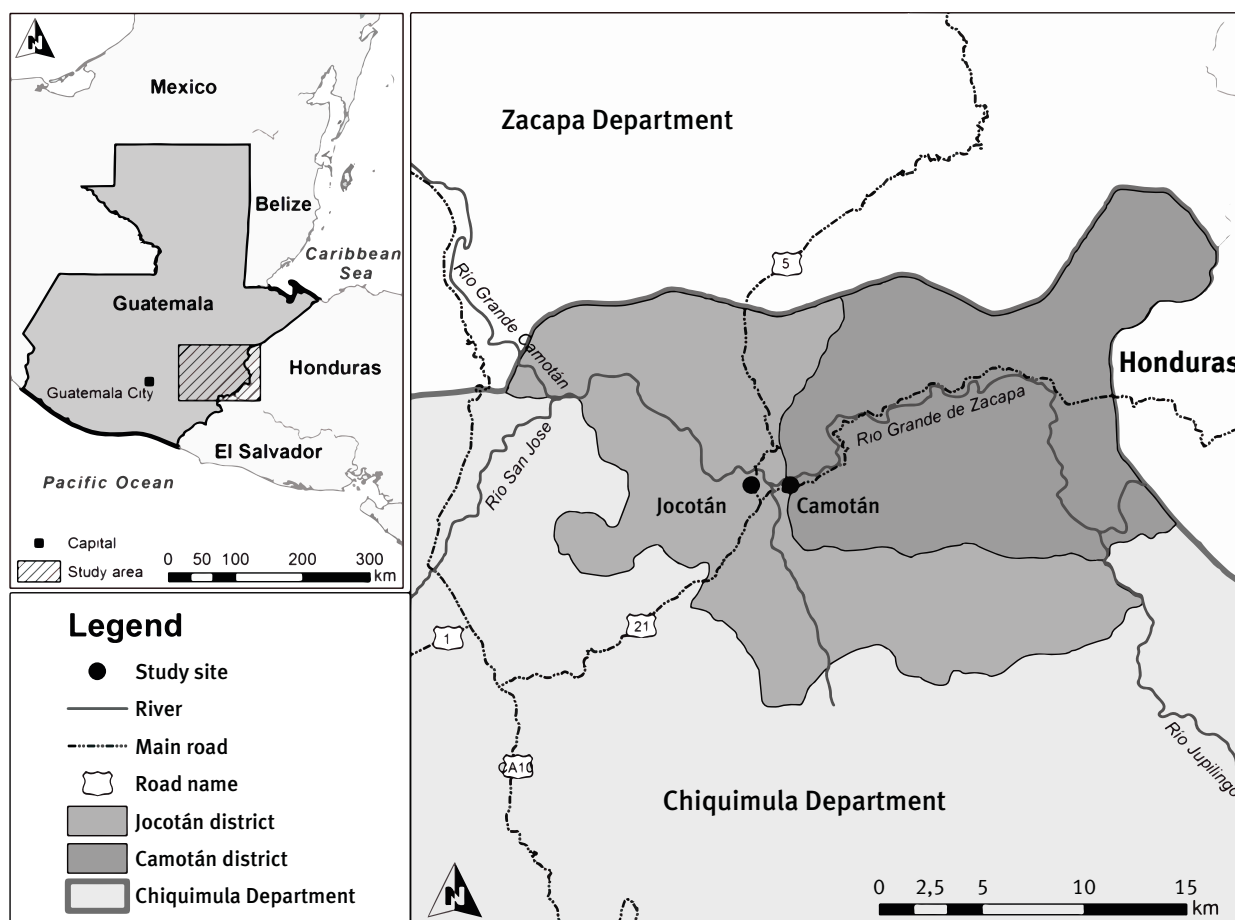 N
Mexico
Belize
Caribbean
Sea
Guatemala
Honduras
Guatemala City
El Salvador
Pacific Ocean
Capital
Study area
0 50 100 200 300
km
Legend
Study site
River
Main road
Road name
Jocotán district
Camotán district
Chiquimula Department
Zacapa Department
5
Río Grande Camotán
Honduras
Río Grande de Zacapa
Río San Jose
Jocotán
Camotán
21
1
CA10
Río Jupilingo
Chiquimula Department
N
0 2,5 5 10 15
km